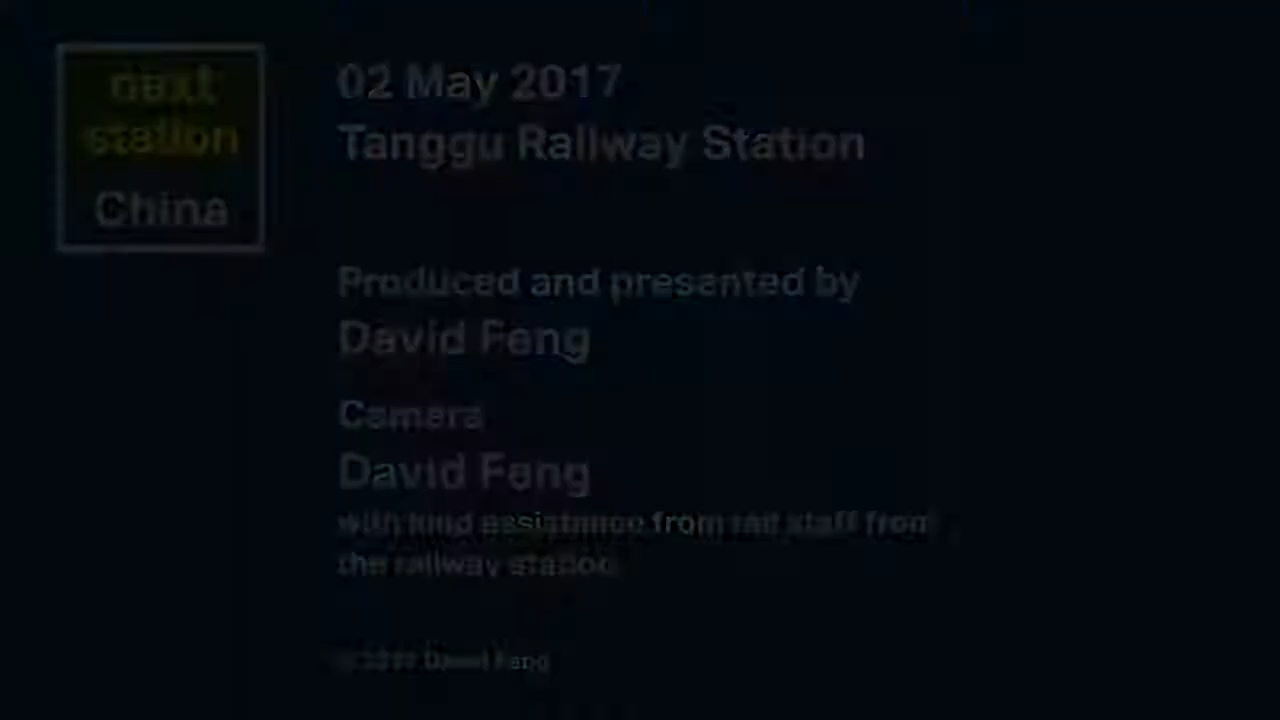 next
station
China
02 May 2017
Tanggu Railway Station
Produced and presented by
David Feng
Camera
David Feng
with kind assistance from rail staff from
the railway station
David Feng